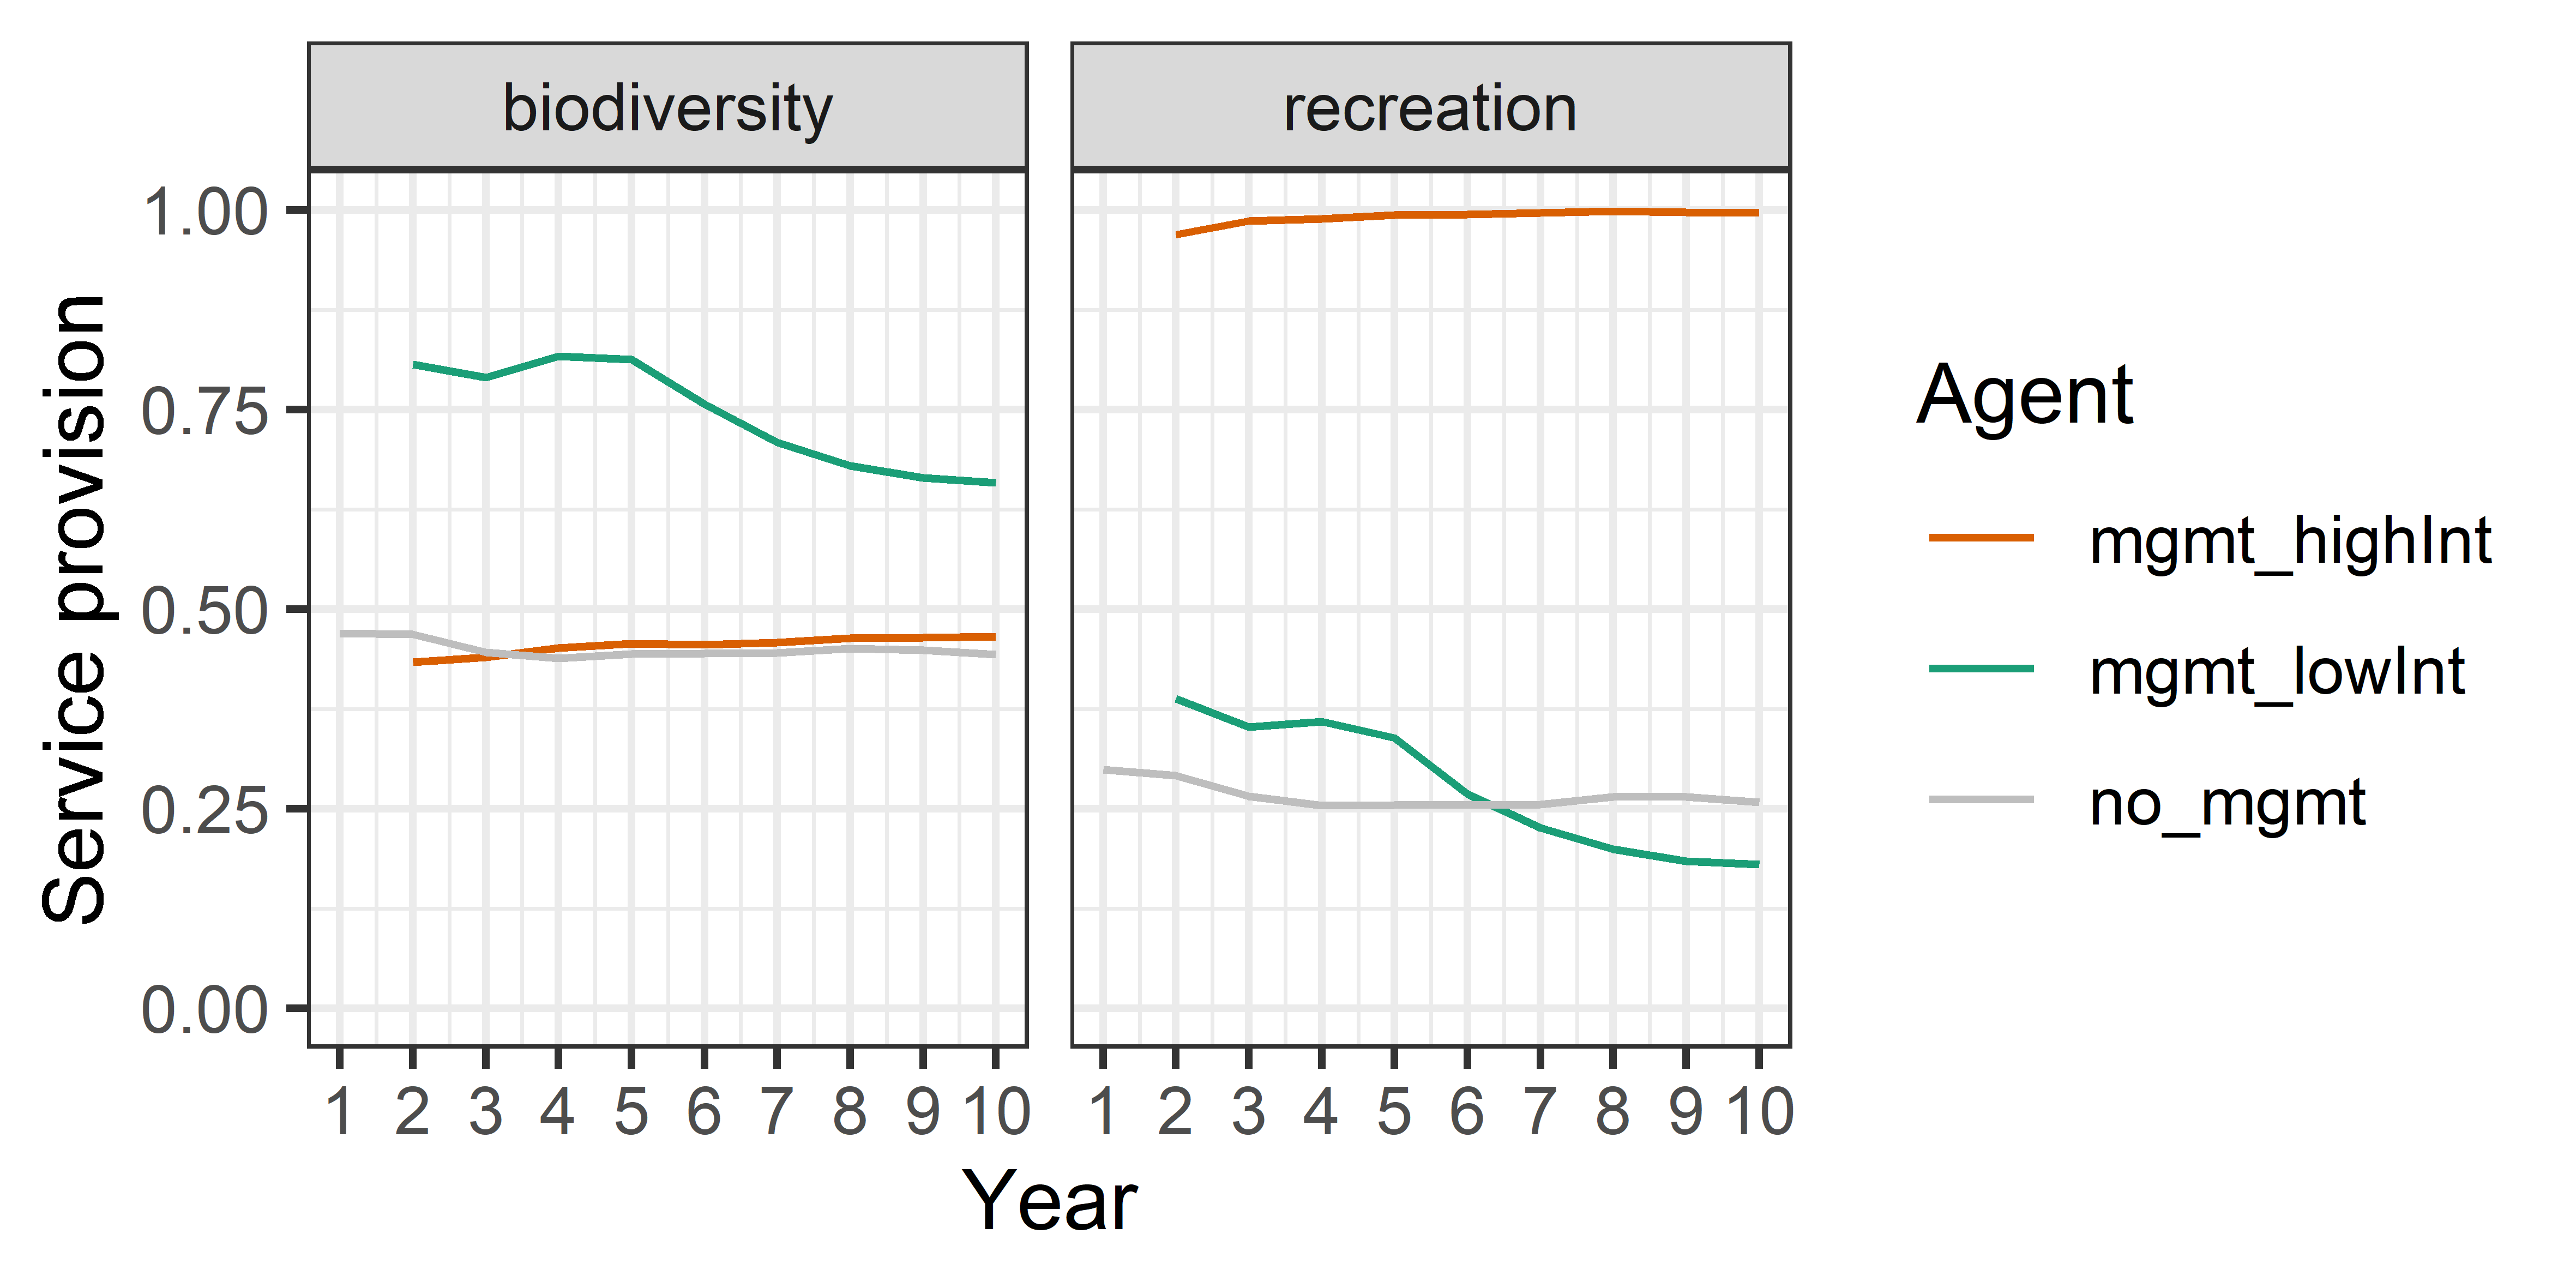 biodiversity
recreation
Service provision
1.00
0.75
0.50
0.25
0.00
1 2 3 4 5 6 7 8 9 10
1 2 3 4 5 6 7 8 9 10
Year
Agent
mgmt_highInt
mgmt_lowInt
no_mgmt